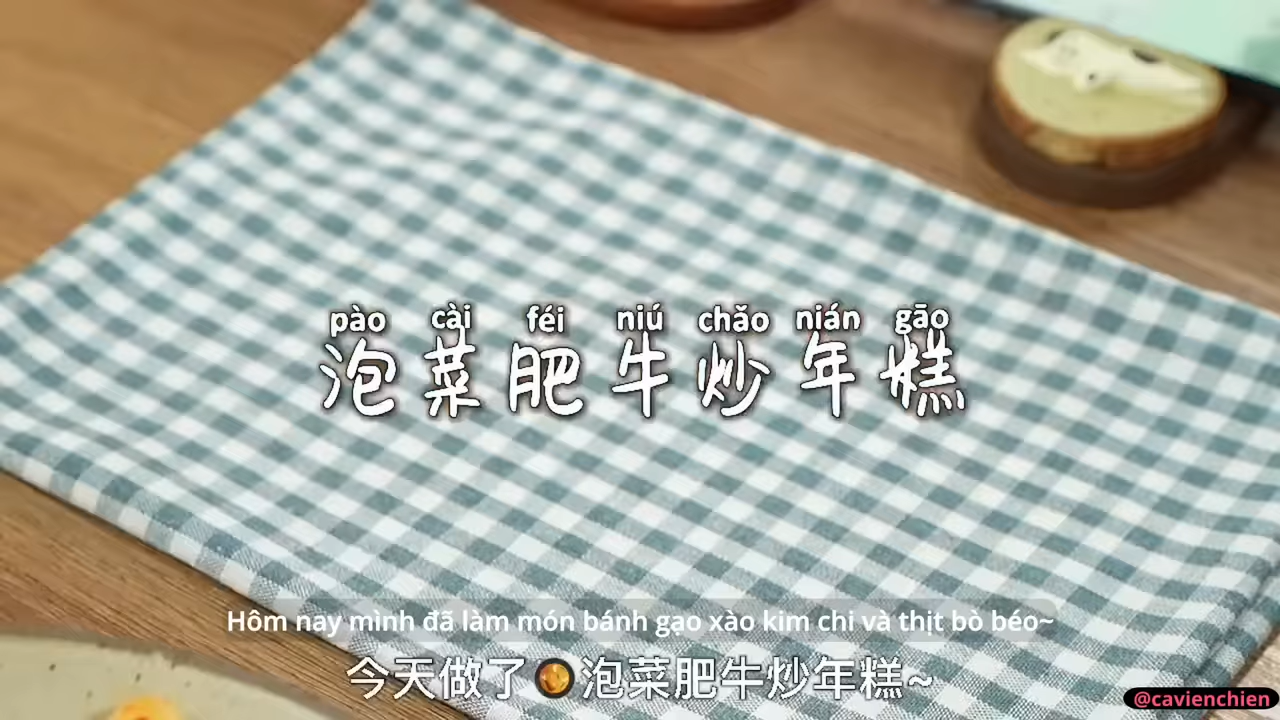 pào cài féi niú chǎo nián gāo
泡菜肥牛炒年糕
Hôm nay mình đã làm món bánh gạo xào kim chi và thịt bò béo~
今天做了🥘泡菜肥牛炒年糕~
@cavienchien